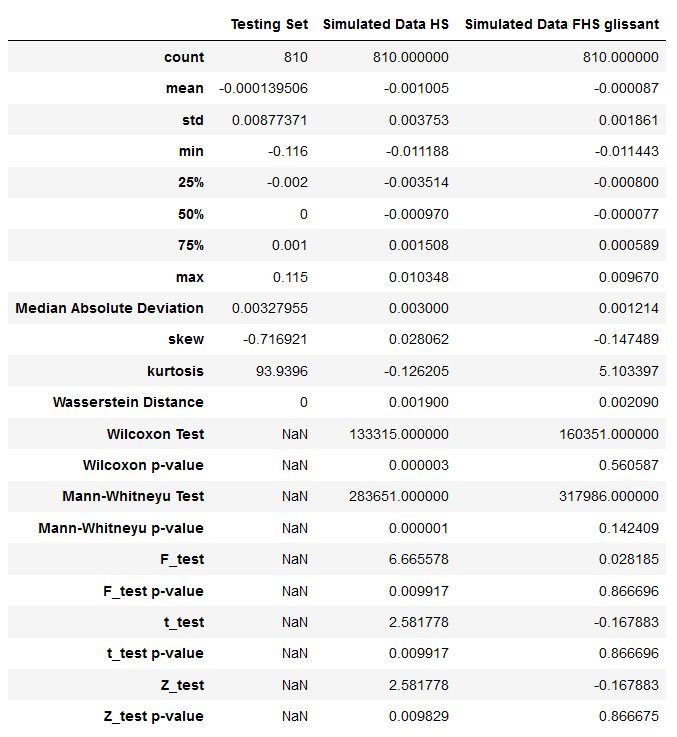 Testing Set Simulated Data HS Simulated Data FHS glissant
count 810 810.000000 810.000000
mean -0.000139506 -0.001005 -0.000087
std 0.00877371 0.003753 0.001861
min -0.116 -0.011188 -0.011443
25% -0.002 -0.003514 -0.000800
50% 0 -0.000970 -0.000077
75% 0.001 0.001508 0.000589
max 0.115 0.010348 0.009670
Median Absolute Deviation 0.00327955 0.003000 0.001214
skew -0.716921 0.028062 -0.147489
kurtosis 93.9396 -0.126205 5.103397
Wasserstein Distance 0 0.001900 0.002090
Wilcoxon Test NaN 133315.000000 160351.000000
Wilcoxon p-value NaN 0.000003 0.560587
Mann-Whitneyu Test NaN 283651.000000 317986.000000
Mann-Whitneyu p-value NaN 0.000001 0.142409
F_test NaN 6.665578 0.028185
F_test p-value NaN 0.009917 0.866696
t_test NaN 2.581778 -0.167883
t_test p-value NaN 0.009917 0.866696
Z_test NaN 2.581778 -0.167883
Z_test p-value NaN 0.009829 0.866675